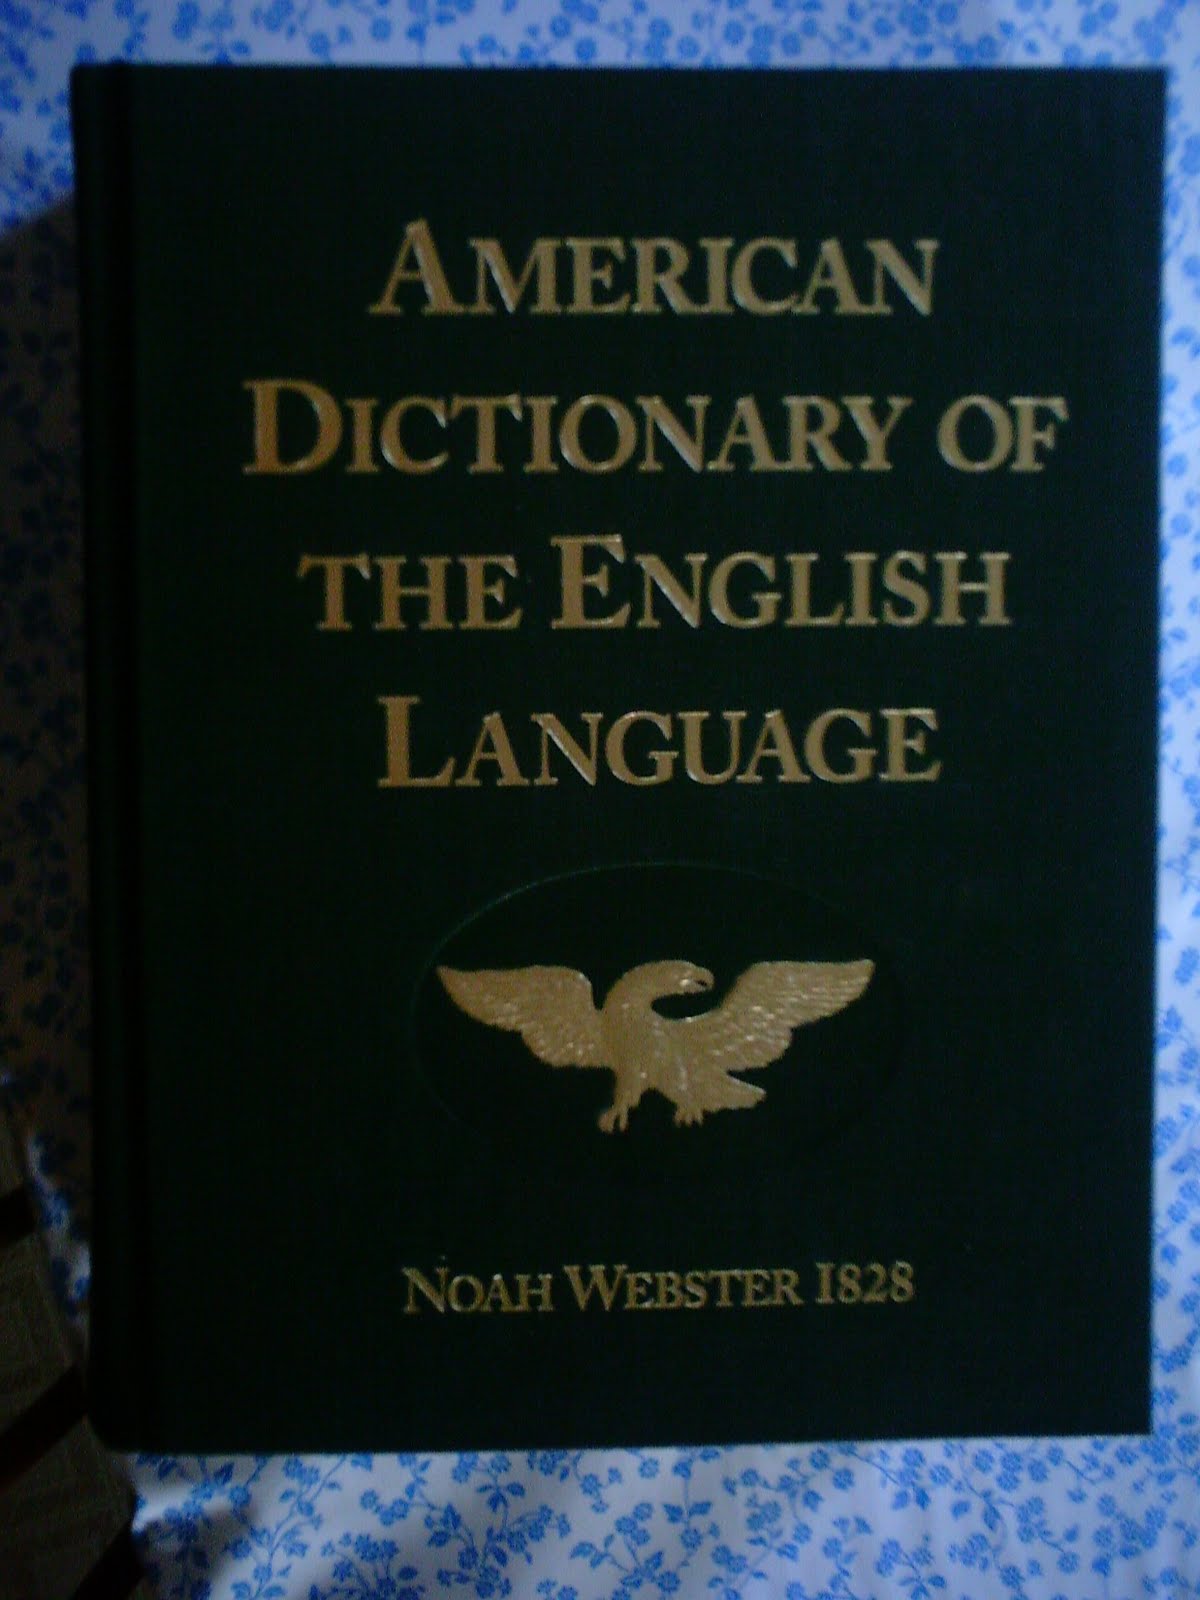 AMERICAN
DICTIONARY OF
THE ENGLISH
LANGUAGE
NOAH WEBSTER 1828